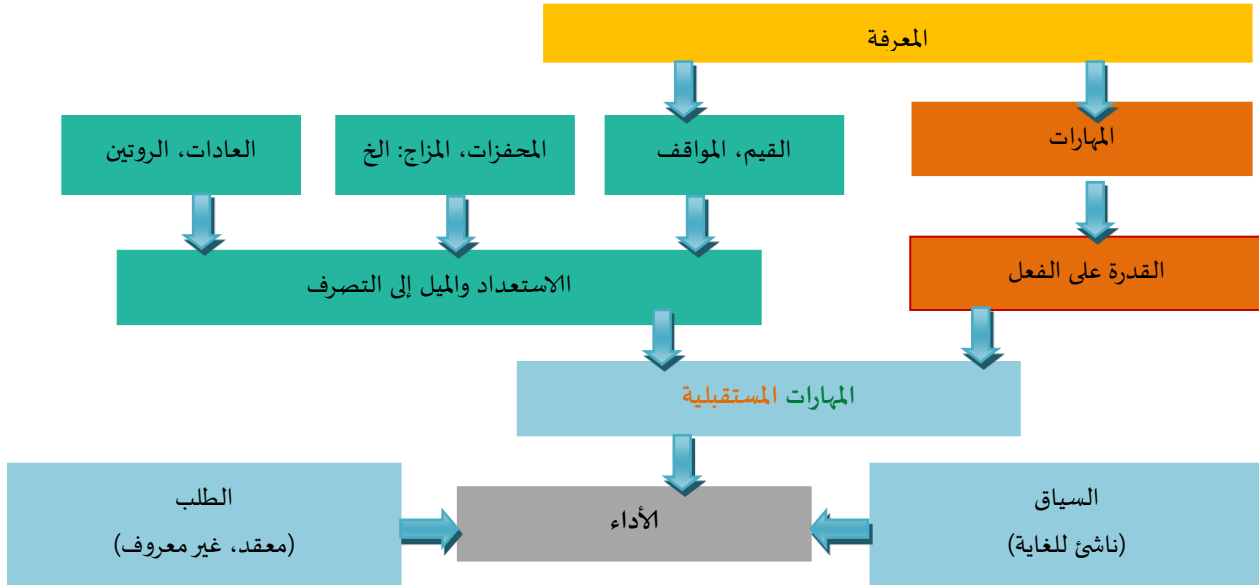 المعرفة
المهارات
القيم، المواقف
المحفزات، المزاج: الخ
العادات، الروتين
القدرة على الفعل
االاستعداد والميل إلى التصرف
المهارات المستقبلية
السياق
(ناشئ للغاية)
الأداء
الطلب
(معقد، غير معروف)